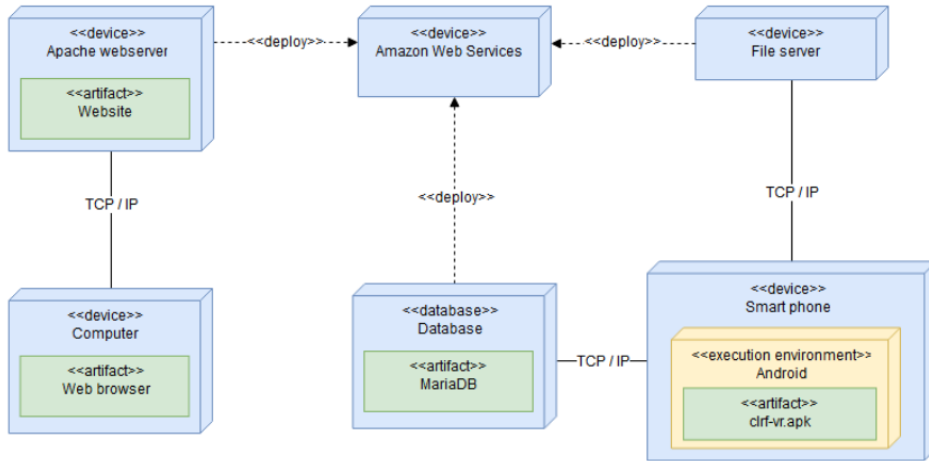 <<device>>
Apache webserver
<<artifact>>
Website
<<deploy>>
<<device>>
Amazon Web Services
<<deploy>>
<<device>>
File server
TCP / IP
<<deploy>>
TCP / IP
<<device>>
Computer
<<artifact>>
Web browser
<<database>>
Database
<<artifact>>
MariaDB
TCP / IP
<<device>>
Smart phone
<<execution environment>>
Android
<<artifact>>
clrf-vr.apk